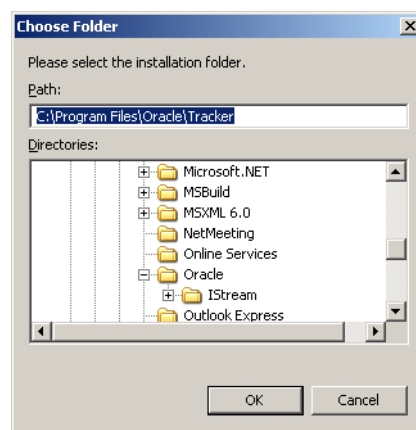 Choose Folder
Please select the installation folder.
Path:
C:\Program Files\Oracle\Tracker
Directories:
Microsoft.NET
MSBuild
MSXML 6.0
NetMeeting
Online Services
Oracle
IStream
Outlook Express
OK Cancel